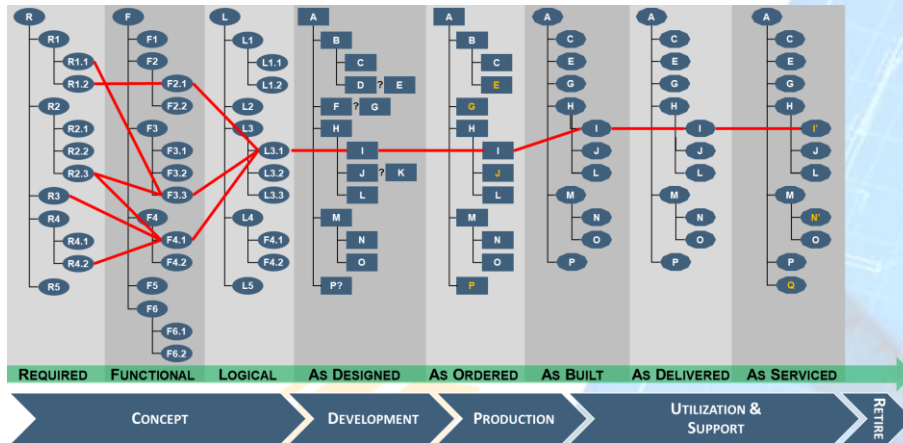 R
R1
R1.1
R1.2
R2
R2.1
R2.2
R2.3
R3
R4
R4.1
R4.2
R5
F
F1
F2
F2.1
F2.2
F3
F3.1
F3.2
F3.3
F4
F4.1
F4.2
F5
F6
F6.1
F6.2
L
L1
L1.1
L1.2
L2
L3
L3.1
L3.2
L3.3
L4
F4.1
F4.2
L5
A
B
C
D ? E
F ? G
H
I
J ? K
L
M
N
O
P?
A
B
C
E
G
H
I
J
L
M
N
O
P
A
C
E
G
H
I
J
L
M
N
O
P
A
C
E
G
H
I
J
L
M
N
O
P
A
C
E
G
H
I'
J
L
M
N'
O
P
Q
REQUIRED FUNCTIONAL LOGICAL AS DESIGNED AS ORDERED AS BUILT AS DELIVERED AS SERVICED
CONCEPT DEVELOPMENT PRODUCTION UTILIZATION &
SUPPORT
RETIRE